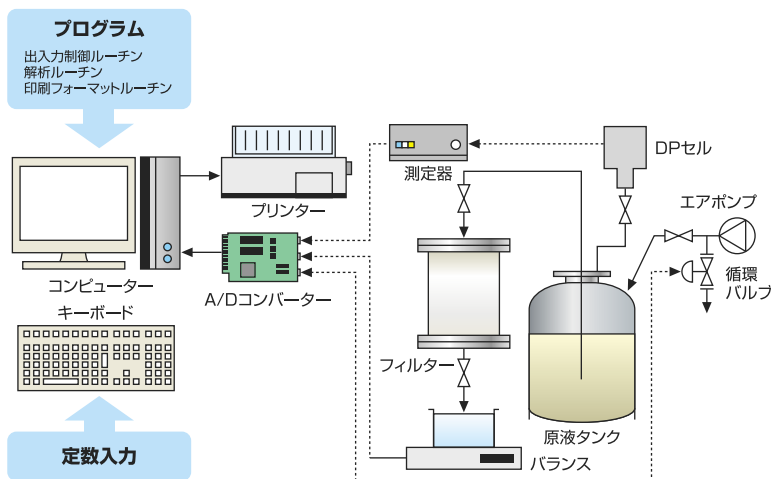 プログラム
出入力制御ルーチン
解析ルーチン
印刷フォーマットルーチン
プリンター
測定器
DPセル
エアポンプ
循環
バルブ
コンピューター
A/Dコンバーター
キーボード
フィルター
原液タンク
バランス
定数入力